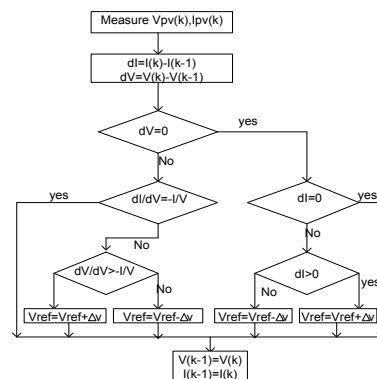 Measure Vpv(k),Ipv(k)
dI=I(k)-I(k-1)
dV=V(k)-V(k-1)
dV=0
yes
No
yes
dI/dV=-I/V
dI=0
yes
No
No
dV/dV>-I/V
dI>0
No
No
yes
Vref=Vref+Δv
Vref=Vref-Δv
Vref=Vref-Δv
Vref=Vref+Δv
V(k-1)=V(k)
I(k-1)=I(k)